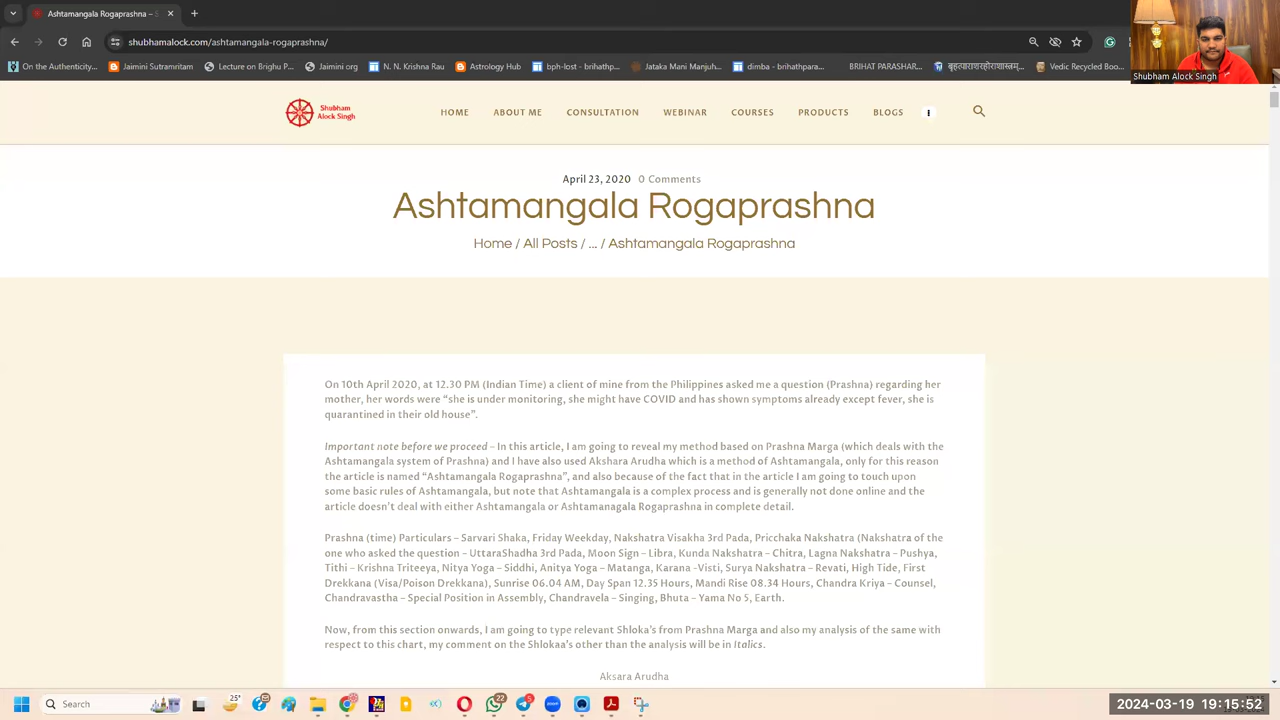 Ashtamangala Rogaprashna – S
shubhamalock.com/ashtamangala-rogaprashna/
On the Authenticity... Jaimini Sutramritam Lecture on Brighu P... Jaimini org N. N. Krishna Rau Astrology Hub bph-lost - brihathp... Jataka Mani Manjuh... dimba - brihathpara... BRIHAT PARASHAR... बृहत्पाराशरहोराशास्त्रम्... Vedic Recycled Boo...
Shubham Alock Singh
Shubham
Alock Singh
HOME ABOUT ME CONSULTATION WEBINAR COURSES PRODUCTS BLOGS
April 23, 2020 0 Comments
Ashtamangala Rogaprashna
Home / All Posts / ... / Ashtamangala Rogaprashna
On 10th April 2020, at 12.30 PM (Indian Time) a client of mine from the Philippines asked me a question (Prashna) regarding her
mother, her words were “she is under monitoring, she might have COVID and has shown symptoms already except fever, she is
quarantined in their old house”.
Important note before we proceed – In this article, I am going to reveal my method based on Prashna Marga (which deals with the
Ashtamangala system of Prashna) and I have also used Akshara Arudha which is a method of Ashtamangala, only for this reason
the article is named “Ashtamangala Rogaprashna”, and also because of the fact that in the article I am going to touch upon
some basic rules of Ashtamangala, but note that Ashtamangala is a complex process and is generally not done online and the
article doesn’t deal with either Ashtamangala or Ashtamanagala Rogaprashna in complete detail.
Prashna (time) Particulars – Sarvari Shaka, Friday Weekday, Nakshatra Visakha 3rd Pada, Pricchaka Nakshatra (Nakshatra of the
one who asked the question – UttaraShadha 3rd Pada, Moon Sign – Libra, Kunda Nakshatra – Chitra, Lagna Nakshatra – Pushya,
Tithi – Krishna Triteeya, Nitya Yoga – Siddhi, Anitya Yoga – Matanga, Karana -Visti, Surya Nakshatra – Revati, High Tide, First
Drekkana (Visa/Poison Drekkana), Sunrise 06.04 AM, Day Span 12.35 Hours, Mandi Rise 08.34 Hours, Chandra Kriya – Counsel,
Chandravastha – Special Position in Assembly, Chandravela – Singing, Bhuta – Yama No 5, Earth.
Now, from this section onwards, I am going to type relevant Shloka’s from Prashna Marga and also my analysis of the same with
respect to this chart, my comment on the Shlokaa’s other than the analysis will be in Italics.
Aksara Arudha
Search
25°
22
5
2024-03-19 19:15:52